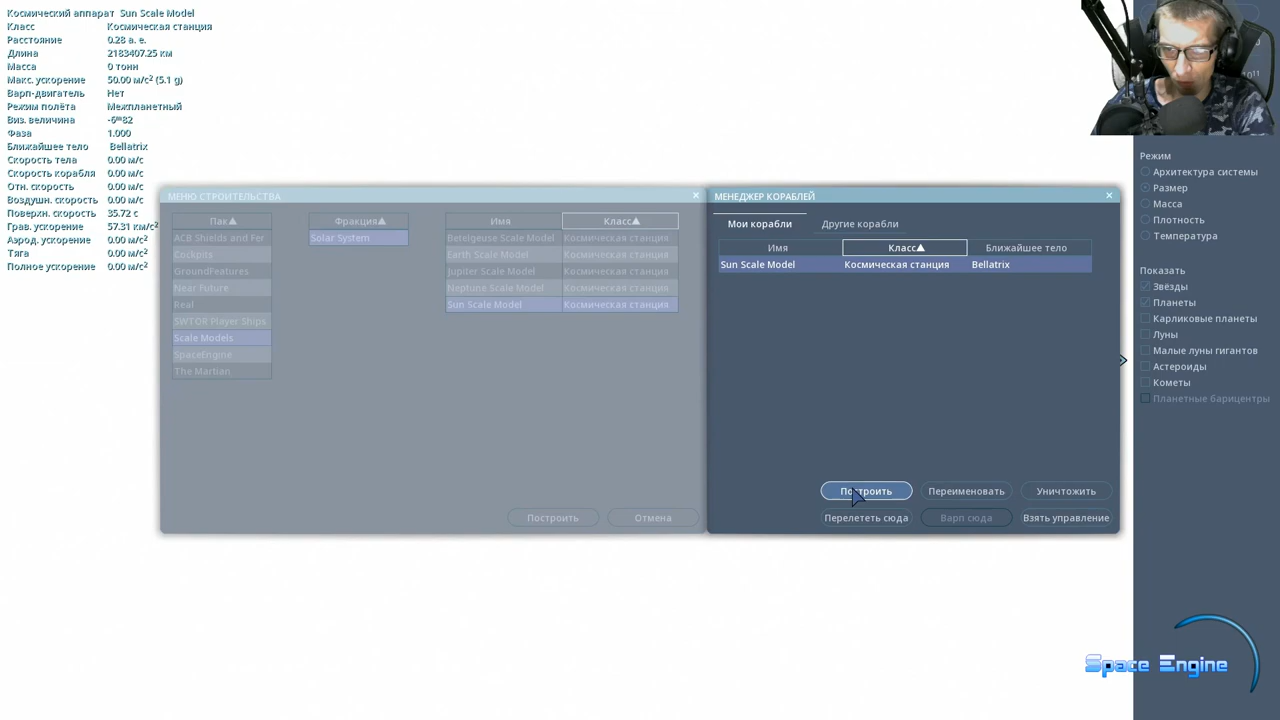 Космический аппарат Sun Scale Model
Класс Космическая станция
Расстояние 0.28 а. е.
Длина 2183407.25 км
Масса 0 тонн
Макс. ускорение 50.00 м/с² (5.1 g)
Варп-двигатель Нет
Режим полёта Межпланетный
Виз. величина -6ᵐ82
Фаза 1.000
Ближайшее тело Bellatrix
Скорость тела 0.00 м/с
Скорость корабля 0.00 м/с
Отн. скорость 0.00 м/с
Воздушн. скорость 0.00 м/с
Поверхн. скорость 35.72 с
Грав. ускорение 57.31 км/с²
Аэрод. ускорение 0.00 м/с²
Тяга 0.00 м/с²
Полное ускорение 0.00 м/с²
МЕНЮ СТРОИТЕЛЬСТВА
Пак▲ Фракция▲ Имя Класс▲
ACB Shields and Fer Solar System Betelgeuse Scale Model Космическая станция
Cockpits Earth Scale Model Космическая станция
GroundFeatures Jupiter Scale Model Космическая станция
Near Future Neptune Scale Model Космическая станция
Real Sun Scale Model Космическая станция
SWTOR Player Ships
Scale Models
SpaceEngine
The Martian
Построить Отмена
МЕНЕДЖЕР КОРАБЛЕЙ
Мои корабли Другие корабли
Имя Класс▲ Ближайшее тело
Sun Scale Model Космическая станция Bellatrix
Построить Переименовать Уничтожить
Перелететь сюда Варп сюда Взять управление
Режим
Архитектура системы
Размер
Масса
Плотность
Температура
Показать
Звёзды
Планеты
Карликовые планеты
Луны
Малые луны гигантов
Астероиды
Кометы
Планетные барицентры
Space Engine